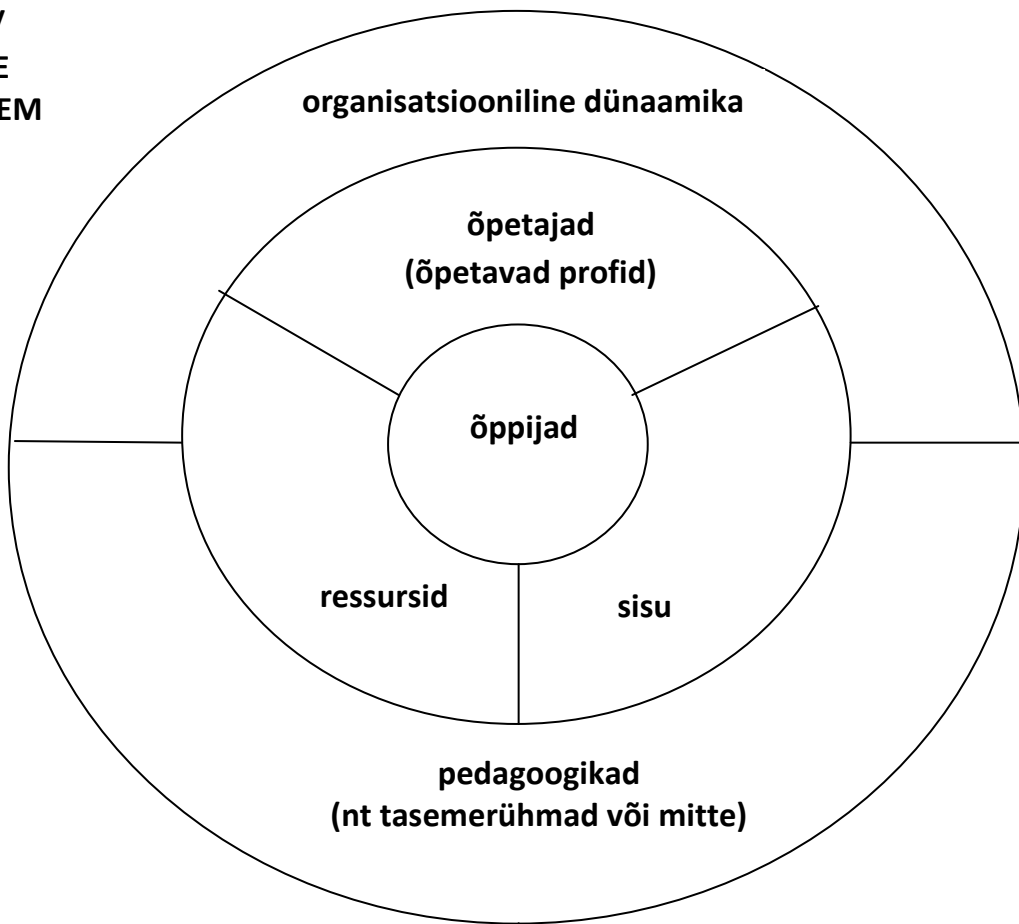 organisatsiooniline dünaamika
õpetajad
(õpetavad profid)
õppijad
ressursid
sisu
pedagoogikad
(nt tasemerühmad või mitte)